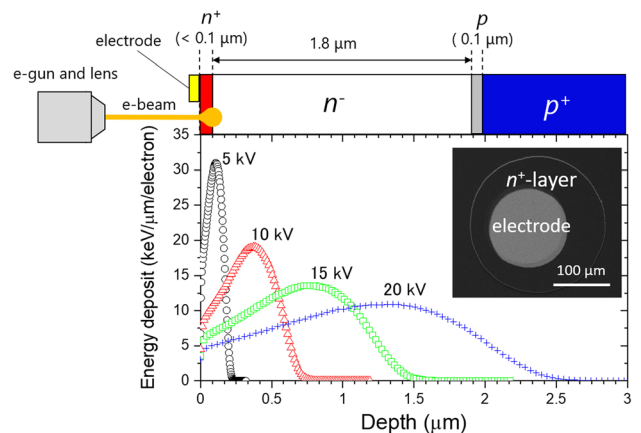 n⁺
(< 0.1 μm)
p
( 0.1 μm)
electrode
1.8 μm
e-gun and lens
e-beam
n⁻
p⁺
Energy deposit (keV/μm/electron)
35
30
25
20
15
10
5
0
5 kV
10 kV
15 kV
20 kV
n⁺-layer
electrode
100 μm
0
0.5
1
1.5
2
2.5
3
Depth (μm)